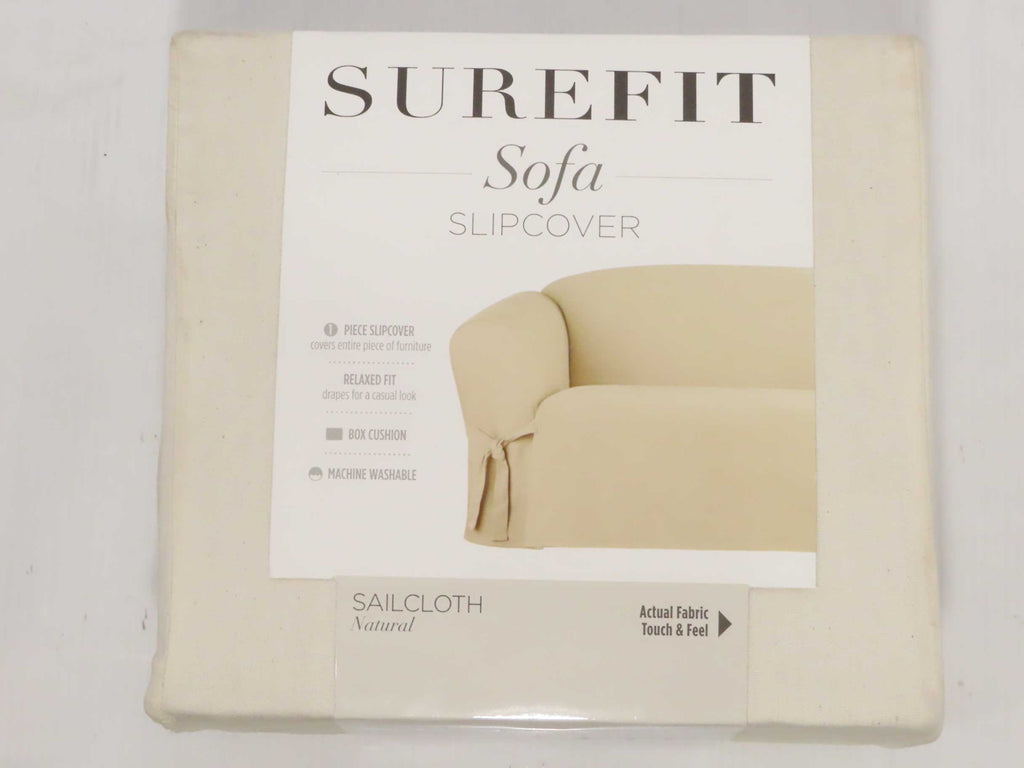 SUREFIT
Sofa
SLIPCOVER
1 PIECE SLIPCOVER
covers entire piece of furniture
RELAXED FIT
drapes for a casual look
BOX CUSHION
MACHINE WASHABLE
SAILCLOTH
Natural
Actual Fabric
Touch & Feel